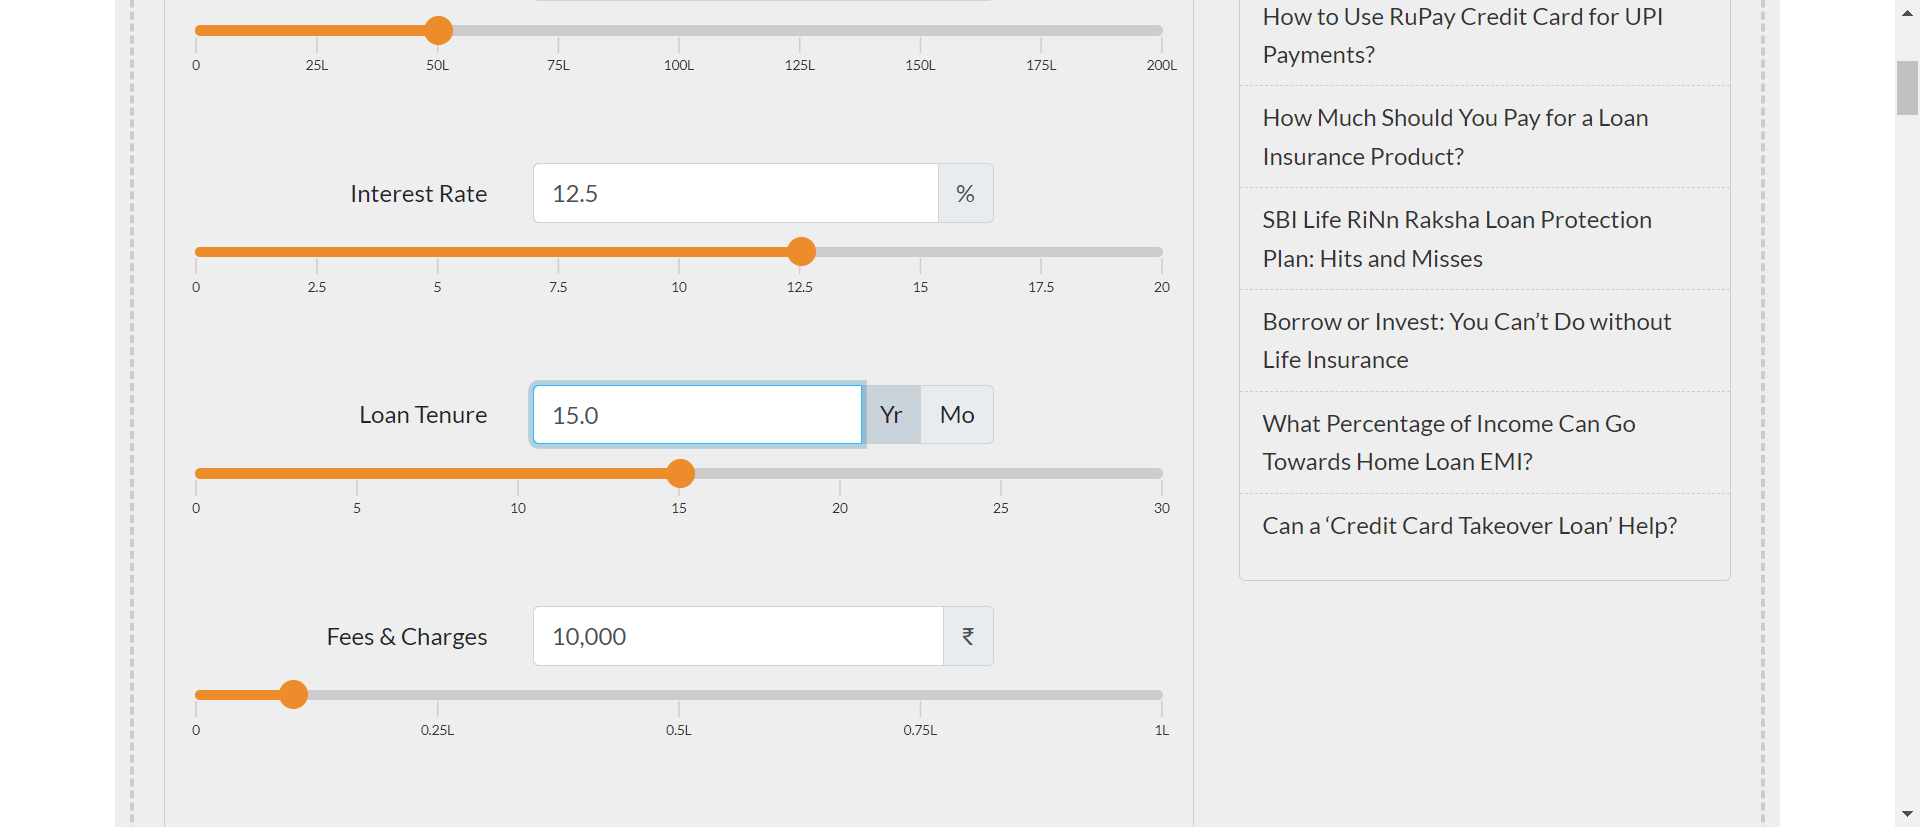 0 25L 50L 75L 100L 125L 150L 175L 200L
Interest Rate 12.5 %
0 2.5 5 7.5 10 12.5 15 17.5 20
Loan Tenure 15.0 Yr Mo
0 5 10 15 20 25 30
Fees & Charges 10,000 ₹
0 0.25L 0.5L 0.75L 1L
How to Use RuPay Credit Card for UPI
Payments?
How Much Should You Pay for a Loan
Insurance Product?
SBI Life RiNn Raksha Loan Protection
Plan: Hits and Misses
Borrow or Invest: You Can’t Do without
Life Insurance
What Percentage of Income Can Go
Towards Home Loan EMI?
Can a ‘Credit Card Takeover Loan’ Help?